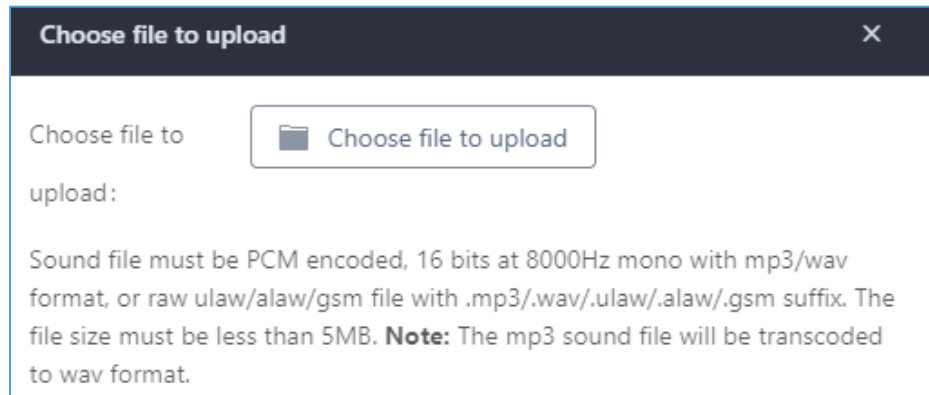 Choose file to upload
Choose file to
Choose file to upload
upload:
Sound file must be PCM encoded, 16 bits at 8000Hz mono with mp3/wav
format, or raw ulaw/alaw/gsm file with .mp3/.wav/.ulaw/.alaw/.gsm suffix. The
file size must be less than 5MB. Note: The mp3 sound file will be transcoded
to wav format.